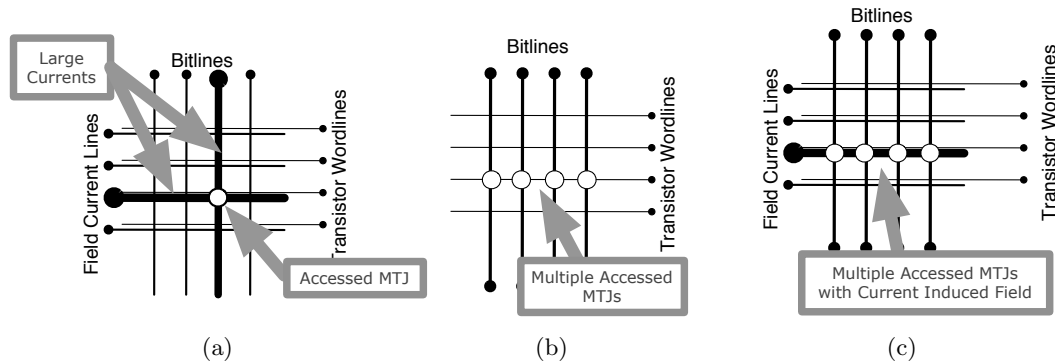 Large
Currents
Bitlines
Field Current Lines
Transistor Wordlines
Accessed MTJ
(a)
Bitlines
Transistor Wordlines
Multiple Accessed
MTJs
(b)
Bitlines
Field Current Lines
Transistor Wordlines
Multiple Accessed MTJs
with Current Induced Field
(c)